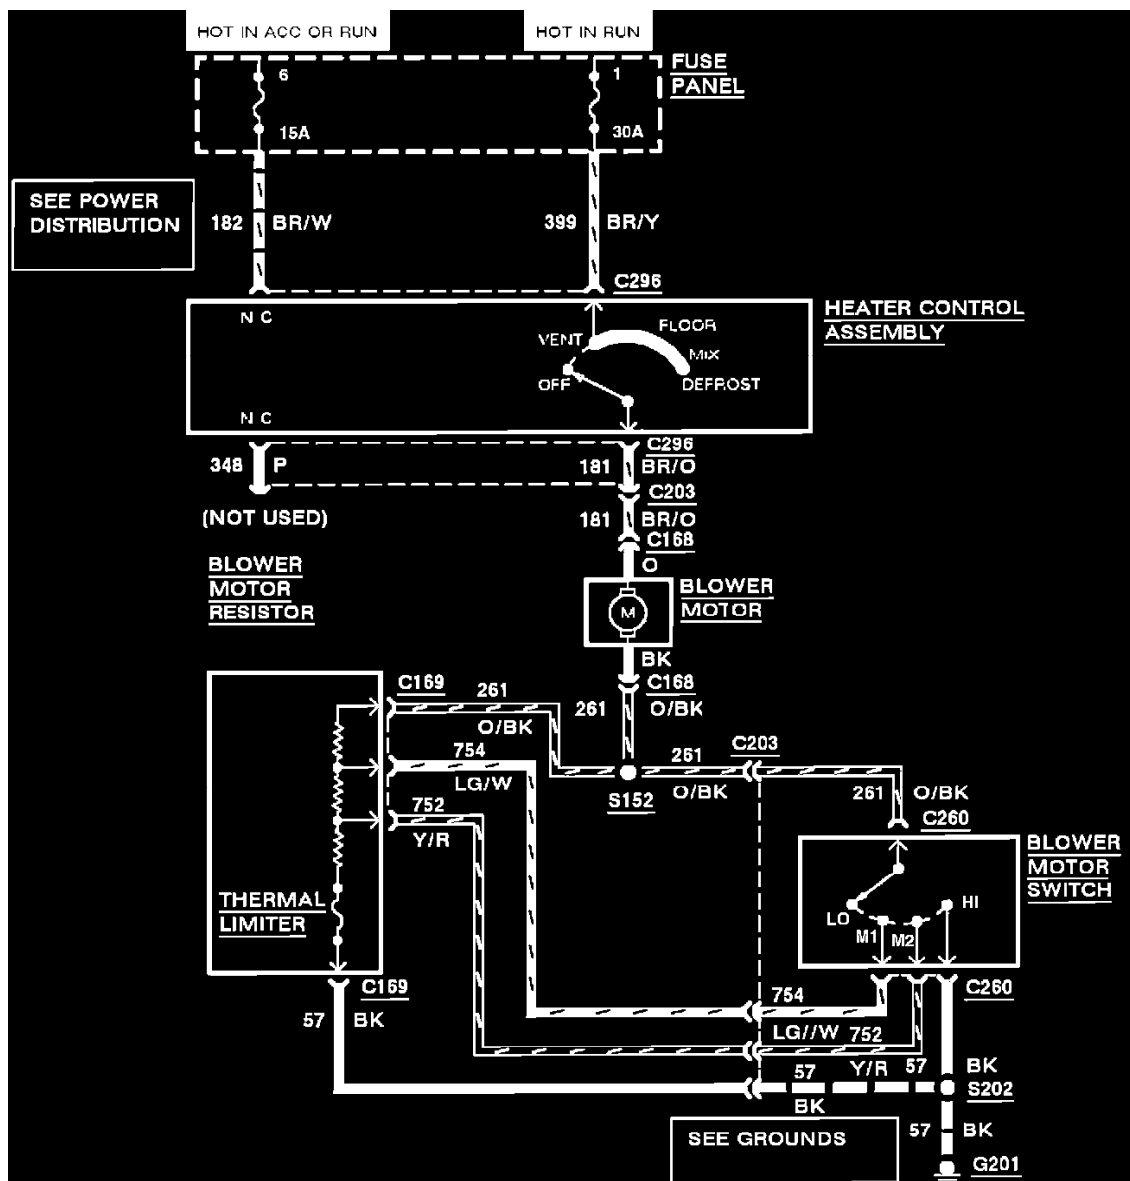 HOT IN ACC OR RUN
HOT IN RUN
FUSE
PANEL
6
1
15A
30A
SEE POWER
DISTRIBUTION
182
BR/W
399
BR/Y
C296
HEATER CONTROL
ASSEMBLY
N C
FLOOR
VENT
MIX
OFF
DEFROST
N C
C296
348
P
181
BR/O
C203
(NOT USED)
181
BR/O
C168
O
BLOWER
MOTOR
RESISTOR
BLOWER
MOTOR
M
BK
C169
261
O/BK
C168
261
O/BK
754
LG/W
261
C203
O/BK
S152
261
O/BK
C260
752
Y/R
BLOWER
MOTOR
SWITCH
THERMAL
LIMITER
LO
HI
M1
M2
C169
57
BK
C260
754
LG//W
752
57
Y/R
57
BK
BK
S202
SEE GROUNDS
57
BK
G201